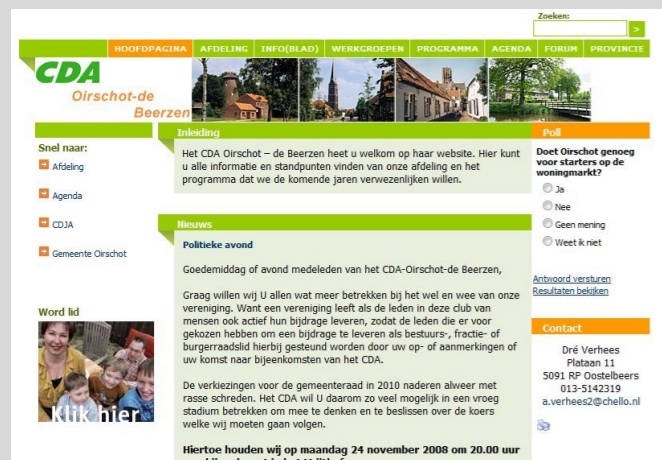 Zoeken:
>
HOOFDPAGINA AFDELING INFO(BLAD) WERKGROEPEN PROGRAMMA AGENDA FORUM PROVINCIE
CDA
Oirschot-de
Beerzen
Snel naar:
Afdeling
Agenda
CDJA
Gemeente Oirschot
Word lid
Klik hier
Inleiding
Het CDA Oirschot – de Beerzen heet u welkom op haar website. Hier kunt
u alle informatie en standpunten vinden van onze afdeling en het
programma dat we de komende jaren verwezenlijken willen.
Nieuws
Politieke avond
Goedemiddag of avond medeleden van het CDA-Oirschot-de Beerzen,
Graag willen wij U allen wat meer betrekken bij het wel en wee van onze
vereniging. Want een vereniging leeft als de leden in deze club van
mensen ook actief hun bijdrage leveren, zodat de leden die er voor
gekozen hebben om een bijdrage te leveren als bestuurs-, fractie- of
burgerraadslid hierbij gesteund worden door uw op- of aanmerkingen of
uw komst naar bijeenkomsten van het CDA.
De verkiezingen voor de gemeenteraad in 2010 naderen alweer met
rasse schreden. Het CDA wil U daarom zo veel mogelijk in een vroeg
stadium betrekken om mee te denken en te beslissen over de koers
welke wij moeten gaan volgen.
Hiertoe houden wij op maandag 24 november 2008 om 20.00 uur
Poll
Doet Oirschot genoeg
voor starters op de
woningmarkt?
Ja
Nee
Geen mening
Weet ik niet
Antwoord versturen
Resultaten bekijken
Contact
Dré Verhees
Plataan 11
5091 RP Oostelbeers
013-5142319
a.verhees2@chello.nl